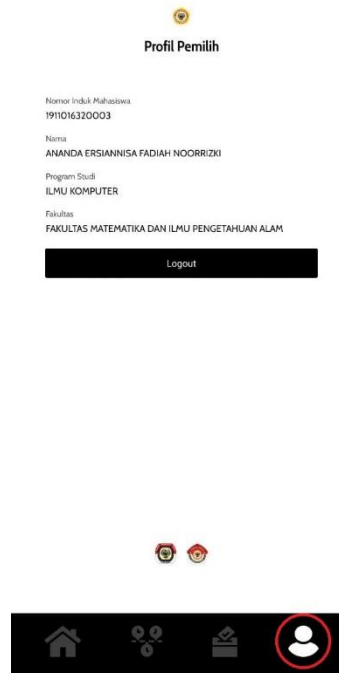 Profil Pemilih
Nomor Induk Mahasiswa
1911016320003
Nama
ANANDA ERSIANNISA FADIAH NOORRIZKI
Program Studi
ILMU KOMPUTER
Fakultas
FAKULTAS MATEMATIKA DAN ILMU PENGETAHUAN ALAM
Logout